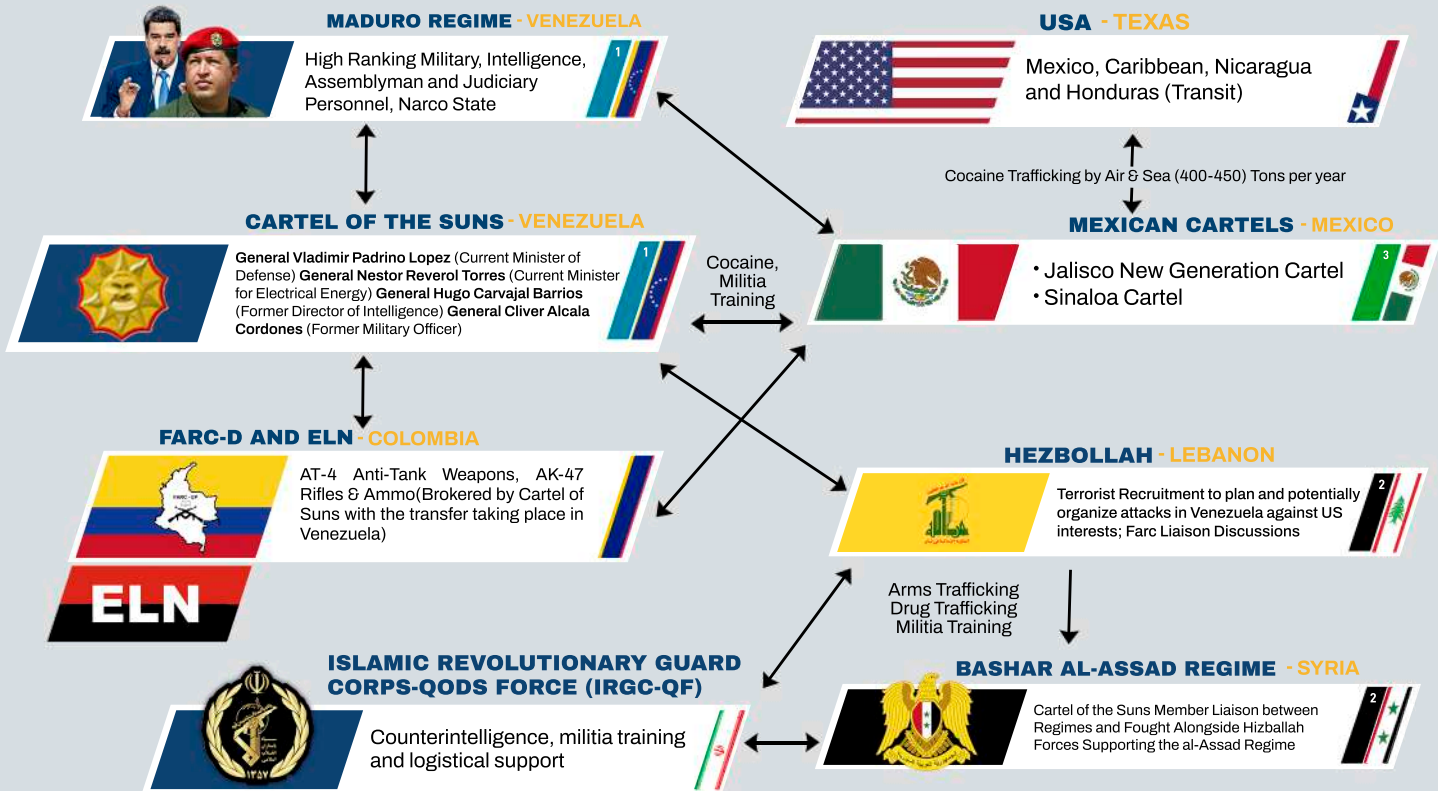 MADURO REGIME - VENEZUELA
High Ranking Military, Intelligence,
Assemblyman and Judiciary
Personnel, Narco State
1
USA - TEXAS
Mexico, Caribbean, Nicaragua
and Honduras (Transit)
Cocaine Trafficking by Air & Sea (400-450) Tons per year
CARTEL OF THE SUNS - VENEZUELA
General Vladimir Padrino Lopez (Current Minister of
Defense) General Nestor Reverol Torres (Current Minister
for Electrical Energy) General Hugo Carvajal Barrios
(Former Director of Intelligence) General Cliver Alcala
Cordones (Former Military Officer)
1
Cocaine,
Militia
Training
MEXICAN CARTELS - MEXICO
• Jalisco New Generation Cartel
• Sinaloa Cartel
3
FARC-D AND ELN - COLOMBIA
FARC-EP
AT-4 Anti-Tank Weapons, AK-47
Rifles & Ammo(Brokered by Cartel of
Suns with the transfer taking place in
Venezuela)
ELN
HEZBOLLAH - LEBANON
Terrorist Recruitment to plan and potentially
organize attacks in Venezuela against US
interests; Farc Liaison Discussions
2
Arms Trafficking
Drug Trafficking
Militia Training
ISLAMIC REVOLUTIONARY GUARD
CORPS-QODS FORCE (IRGC-QF)
۱۳۵۷
Counterintelligence, militia training
and logistical support
BASHAR AL-ASSAD REGIME - SYRIA
Cartel of the Suns Member Liaison between
Regimes and Fought Alongside Hizballah
Forces Supporting the al-Assad Regime
2